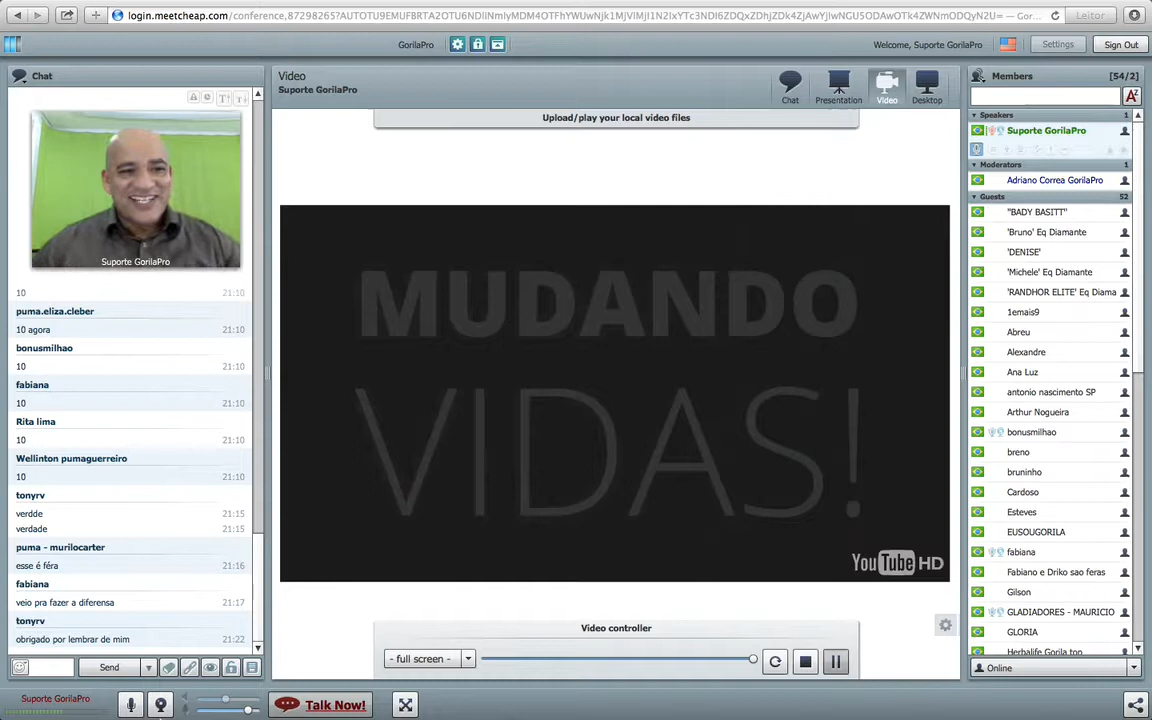 login.meetcheap.com/conference,87298265?
Leitor
GorilaPro
Welcome, Suporte GorilaPro
Settings
Sign Out
Chat
Suporte GorilaPro
10 21:10
puma.eliza.cleber
10 agora 21:10
bonusmilhao
10 21:10
fabiana
10 21:10
Rita lima
10 21:10
Wellinton pumaguerreiro
10 21:10
tonyrv
verdde 21:15
verdade 21:15
puma - murilocarter
esse é féra 21:16
fabiana
veio pra fazer a diferensa 21:17
tonyrv
obrigado por lembrar de mim 21:22
Send
Video
Suporte GorilaPro
Chat
Presentation
Video
Desktop
Upload/play your local video files
MUDANDO
VIDAS!
YouTube HD
Video controller
- full screen -
Members [54/2]
Speakers 1
Suporte GorilaPro
Moderators 1
Adriano Correa GorilaPro
Guests 52
"BADY BASITT"
'Bruno' Eq Diamante
'DENISE'
'Michele' Eq Diamante
'RANDHOR ELITE' Eq Diama
1emais9
Abreu
Alexandre
Ana Luz
antonio nascimento SP
Arthur Nogueira
bonusmilhao
breno
bruninho
Cardoso
Esteves
EUSOUGORILA
fabiana
Fabiano e Driko sao feras
Gilson
GLADIADORES - MAURICIO
GLORIA
Herbalife Gorila top
Online
Suporte GorilaPro
Talk Now!